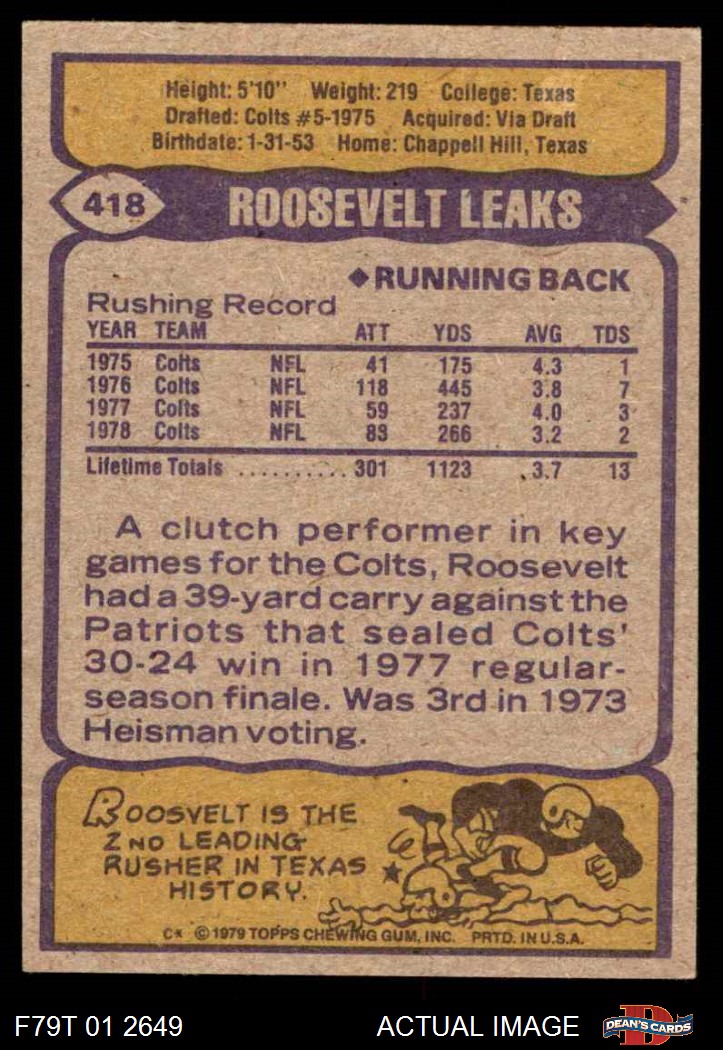 Height: 5'10" Weight: 219 College: Texas
Drafted: Colts #5-1975 Acquired: Via Draft
Birthdate: 1-31-53 Home: Chappell Hill, Texas
418 ROOSEVELT LEAKS
◆RUNNING BACK
Rushing Record
YEAR TEAM ATT YDS AVG TDS
1975 Colts NFL 41 175 4.3 1
1976 Colts NFL 118 445 3.8 7
1977 Colts NFL 59 237 4.0 3
1978 Colts NFL 83 266 3.2 2
Lifetime Totals .......... 301 1123 3.7 13
A clutch performer in key
games for the Colts, Roosevelt
had a 39-yard carry against the
Patriots that sealed Colts'
30-24 win in 1977 regular-
season finale. Was 3rd in 1973
Heisman voting.
ROOSVELT IS THE
2ND LEADING
RUSHER IN TEXAS
HISTORY.
C* © 1979 TOPPS CHEWING GUM, INC. PRTD. IN U.S.A.
F79T 01 2649 ACTUAL IMAGE D DEAN'S CARDS